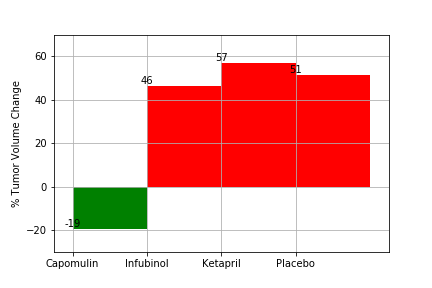 % Tumor Volume Change
60
40
20
0
−20
-19
46
57
51
Capomulin
Infubinol
Ketapril
Placebo